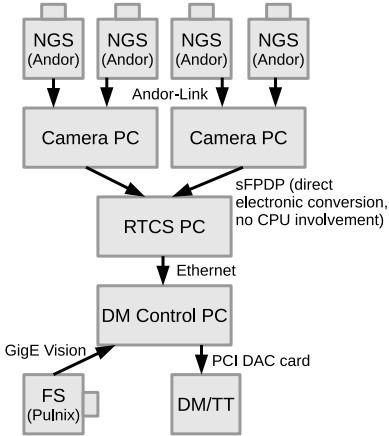 NGS
(Andor)
NGS
(Andor)
NGS
(Andor)
NGS
(Andor)
Andor-Link
Camera PC
Camera PC
sFPDP (direct
electronic conversion,
no CPU involvement)
RTCS PC
Ethernet
DM Control PC
GigE Vision
PCI DAC card
FS
(Pulnix)
DM/TT